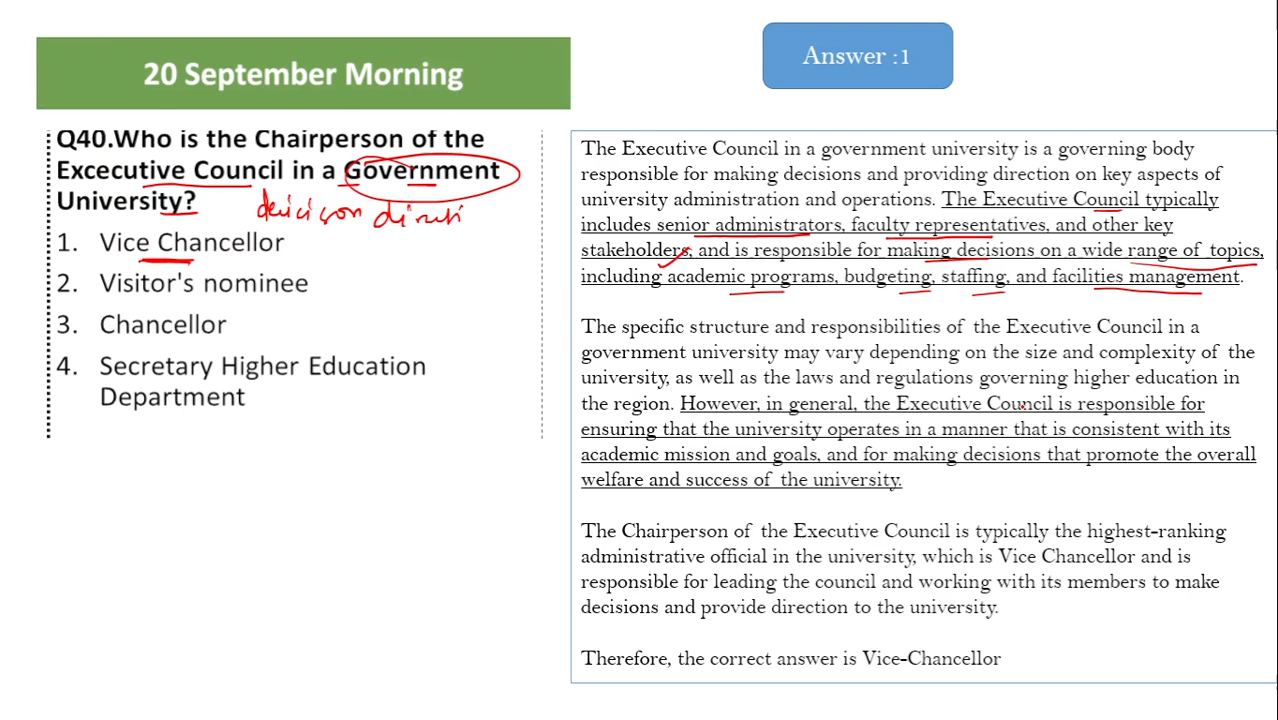 20 September Morning
Answer :1
Q40.Who is the Chairperson of the
Excecutive Council in a Government
University?
decicson directi
1. Vice Chancellor
2. Visitor's nominee
3. Chancellor
4. Secretary Higher Education
Department
The Executive Council in a government university is a governing body
responsible for making decisions and providing direction on key aspects of
university administration and operations. The Executive Council typically
includes senior administrators, faculty representatives, and other key
stakeholders, and is responsible for making decisions on a wide range of topics,
including academic programs, budgeting, staffing, and facilities management.
The specific structure and responsibilities of the Executive Council in a
government university may vary depending on the size and complexity of the
university, as well as the laws and regulations governing higher education in
the region. However, in general, the Executive Council is responsible for
ensuring that the university operates in a manner that is consistent with its
academic mission and goals, and for making decisions that promote the overall
welfare and success of the university.
The Chairperson of the Executive Council is typically the highest-ranking
administrative official in the university, which is Vice Chancellor and is
responsible for leading the council and working with its members to make
decisions and provide direction to the university.
Therefore, the correct answer is Vice-Chancellor